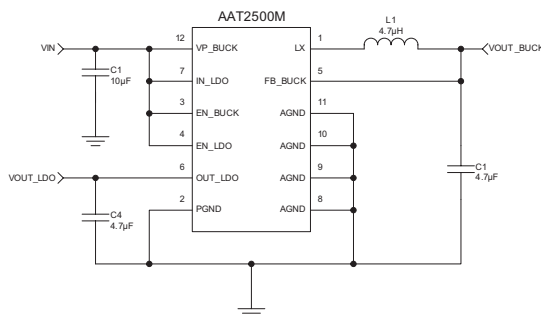 AAT2500M
VIN
C1
10µF
12
VP_BUCK
7
IN_LDO
3
EN_BUCK
4
EN_LDO
VOUT_LDO
6
OUT_LDO
2
PGND
C4
4.7µF
LX
1
L1
4.7µH
VOUT_BUCK
FB_BUCK
5
AGND
11
AGND
10
AGND
9
AGND
8
C1
4.7µF